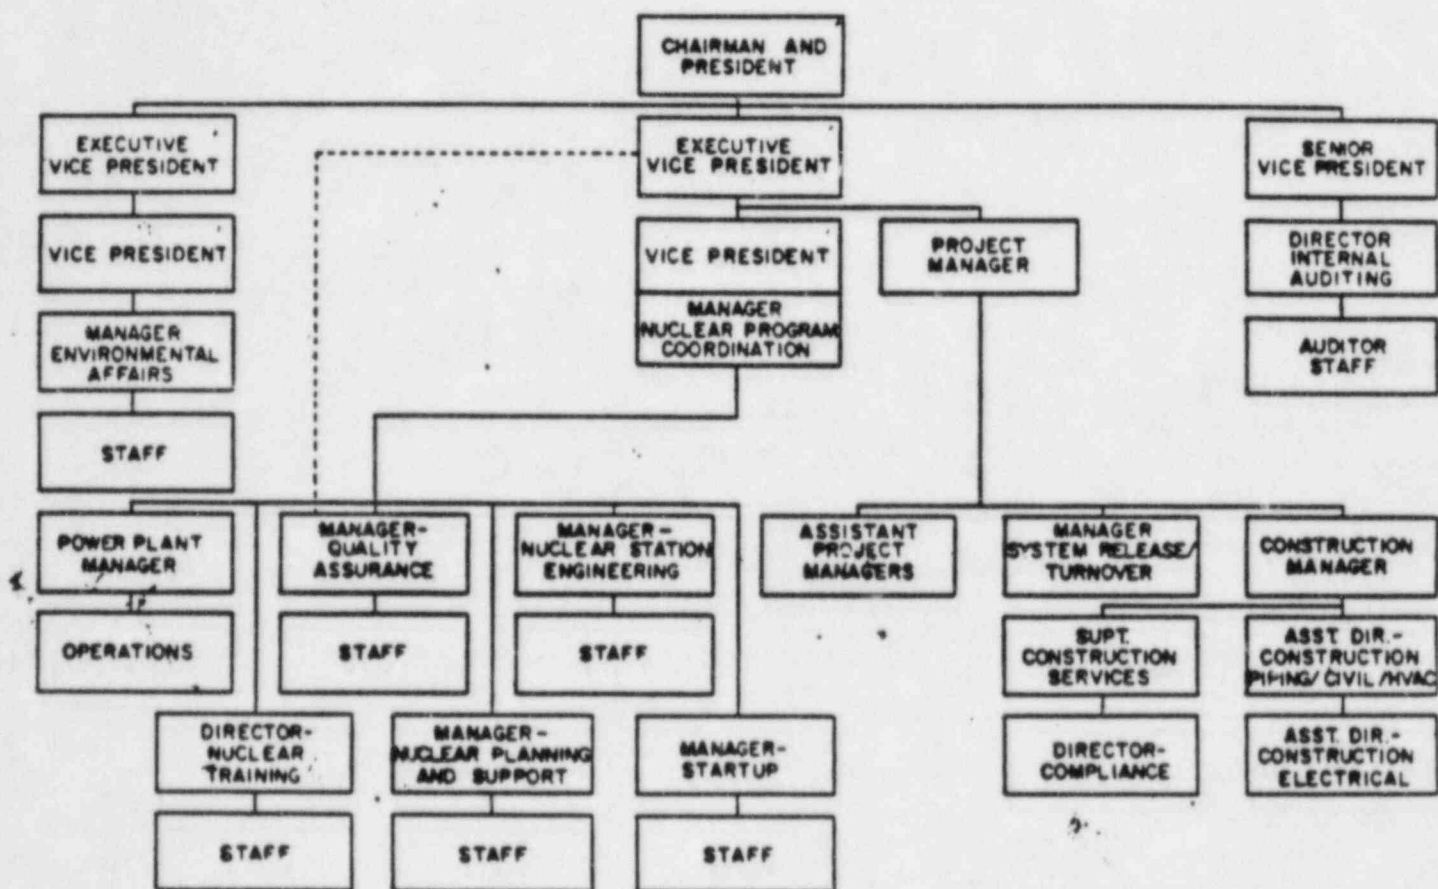 CHAIRMAN AND
PRESIDENT
EXECUTIVE
VICE PRESIDENT
EXECUTIVE
VICE PRESIDENT
SENIOR
VICE PRESIDENT
VICE PRESIDENT
VICE PRESIDENT
PROJECT
MANAGER
DIRECTOR
INTERNAL
AUDITING
MANAGER
ENVIRONMENTAL
AFFAIRS
MANAGER
NUCLEAR PROGRAM
COORDINATION
AUDITOR
STAFF
STAFF
POWER PLANT
MANAGER
MANAGER-
QUALITY
ASSURANCE
MANAGER-
NUCLEAR STATION
ENGINEERING
ASSISTANT
PROJECT
MANAGERS
MANAGER
SYSTEM RELEASE/
TURNOVER
CONSTRUCTION
MANAGER
OPERATIONS
STAFF
STAFF
SUPT.
CONSTRUCTION
SERVICES
ASST. DIR.-
CONSTRUCTION
PIPING/CIVIL/HVAC
DIRECTOR-
NUCLEAR
TRAINING
MANAGER-
NUCLEAR PLANNING
AND SUPPORT
MANAGER-
STARTUP
DIRECTOR-
COMPLIANCE
ASST. DIR.-
CONSTRUCTION
ELECTRICAL
STAFF
STAFF
STAFF